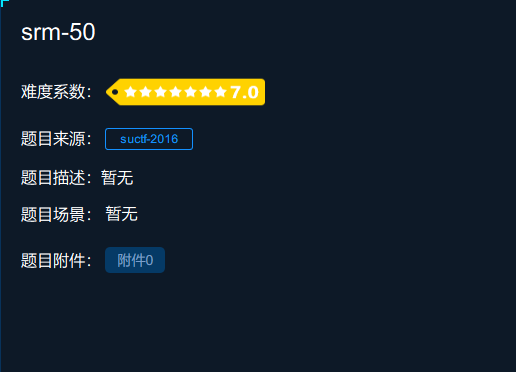 srm-50
难度系数： 7.0
题目来源： suctf-2016
题目描述：暂无
题目场景： 暂无
题目附件： 附件0